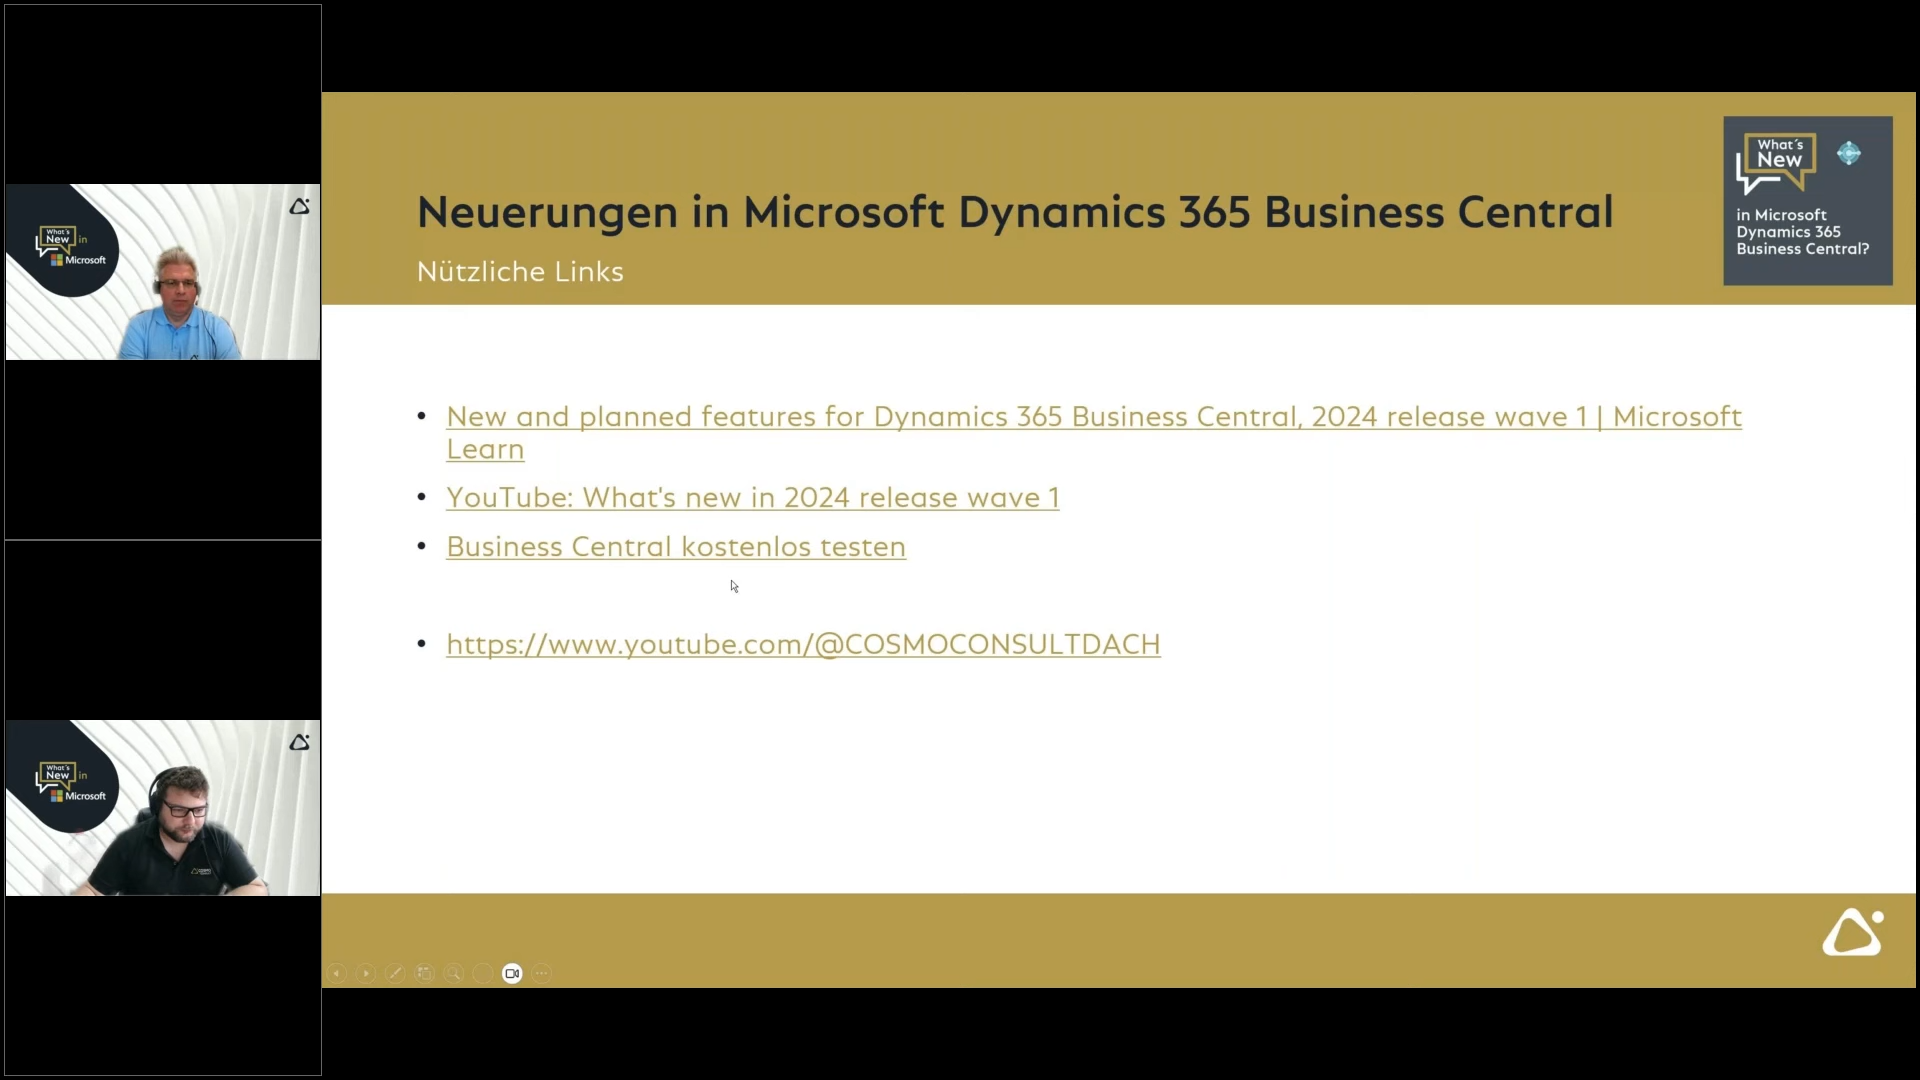 What's
New in
Microsoft
Neuerungen in Microsoft Dynamics 365 Business Central
Nützliche Links
What´s
New
in Microsoft
Dynamics 365
Business Central?
• New and planned features for Dynamics 365 Business Central, 2024 release wave 1 | Microsoft
Learn
• YouTube: What's new in 2024 release wave 1
• Business Central kostenlos testen
• https://www.youtube.com/@COSMOCONSULTDACH
What's
New in
Microsoft